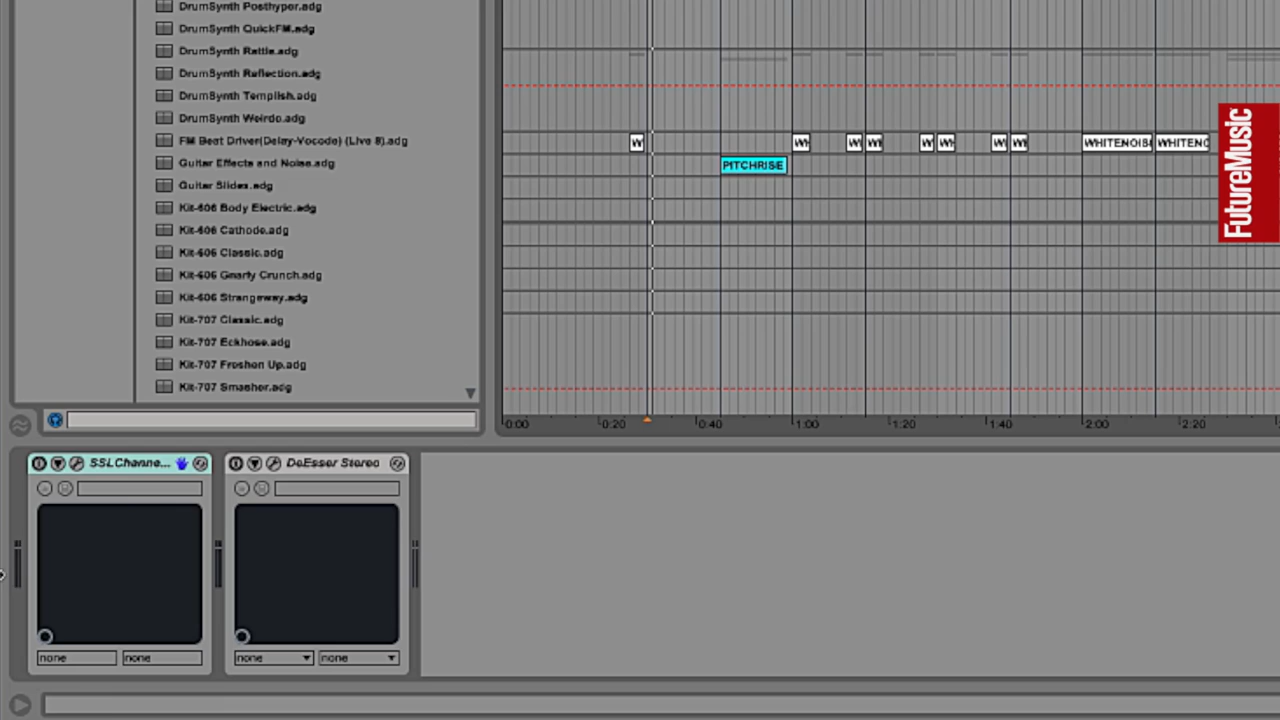 DrumSynth Posthyper.adg
DrumSynth QuickFM.adg
DrumSynth Rattle.adg
DrumSynth Reflection.adg
DrumSynth Templish.adg
DrumSynth Weirdo.adg
FM Beat Driver(Delay-Vocode) (Live 8).adg
Guitar Effects and Noise.adg
Guitar Slides.adg
Kit-606 Body Electric.adg
Kit-606 Cathode.adg
Kit-606 Classic.adg
Kit-606 Gnarly Crunch.adg
Kit-606 Strangeway.adg
Kit-707 Classic.adg
Kit-707 Eckhose.adg
Kit-707 Freshen Up.adg
Kit-707 Smasher.adg
W WH W W W WH W WH WHITENOIS WHITENO
PITCHRISE
FutureMusic
0:00 0:20 0:40 1:00 1:20 1:40 2:00 2:20
SSLChanne... DeEsser Stereo
none none none none